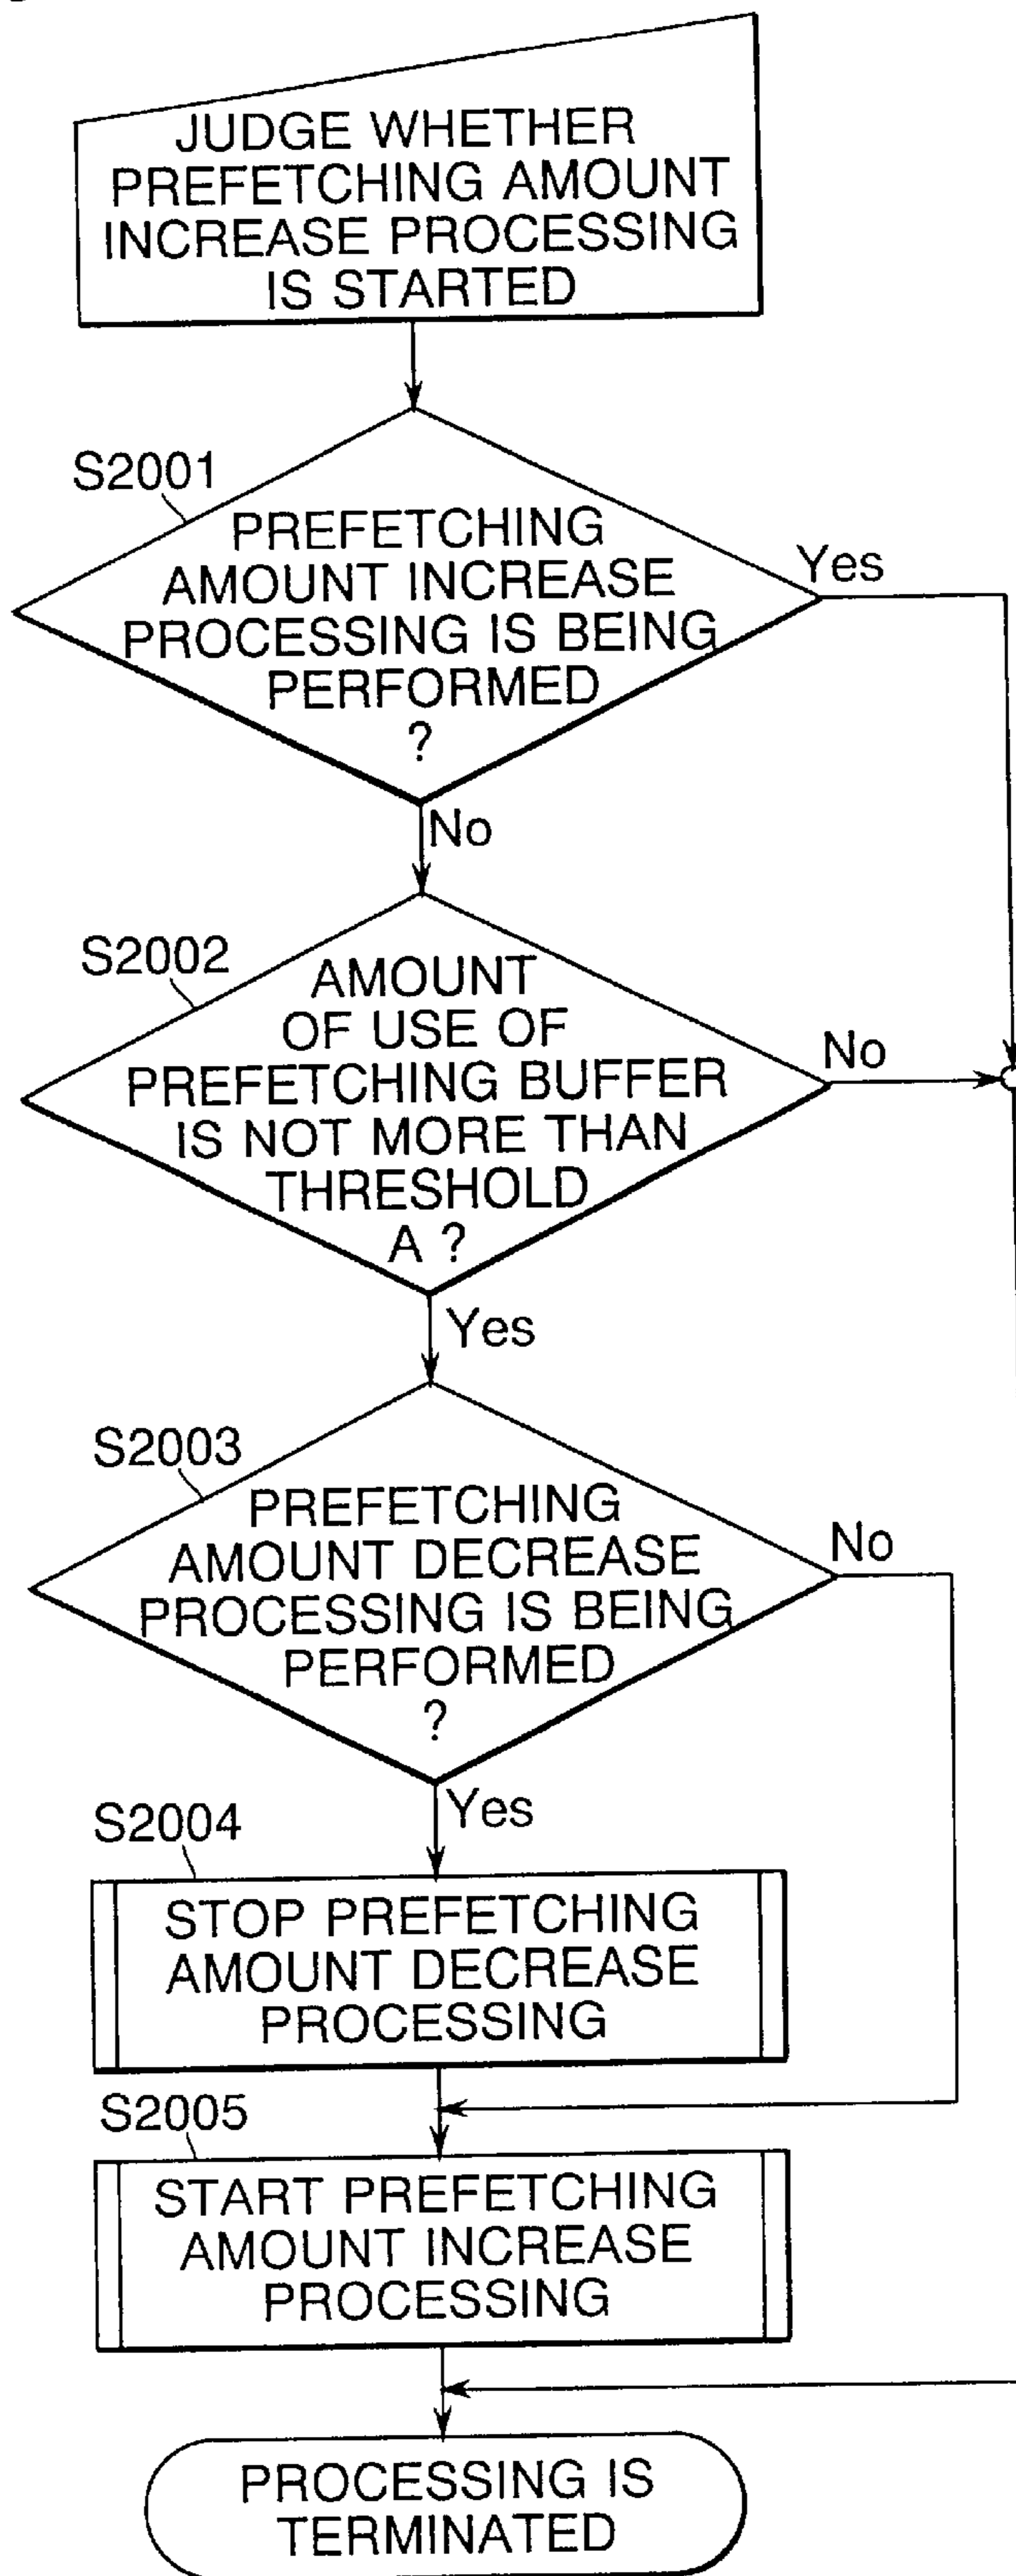 JUDGE WHETHER
PREFETCHING AMOUNT
INCREASE PROCESSING
IS STARTED
S2001
PREFETCHING
AMOUNT INCREASE
PROCESSING IS BEING
PERFORMED
?
Yes
No
S2002
AMOUNT
OF USE OF
PREFETCHING BUFFER
IS NOT MORE THAN
THRESHOLD
A ?
No
Yes
S2003
PREFETCHING
AMOUNT DECREASE
PROCESSING IS BEING
PERFORMED
?
No
Yes
S2004
STOP PREFETCHING
AMOUNT DECREASE
PROCESSING
S2005
START PREFETCHING
AMOUNT INCREASE
PROCESSING
PROCESSING IS
TERMINATED